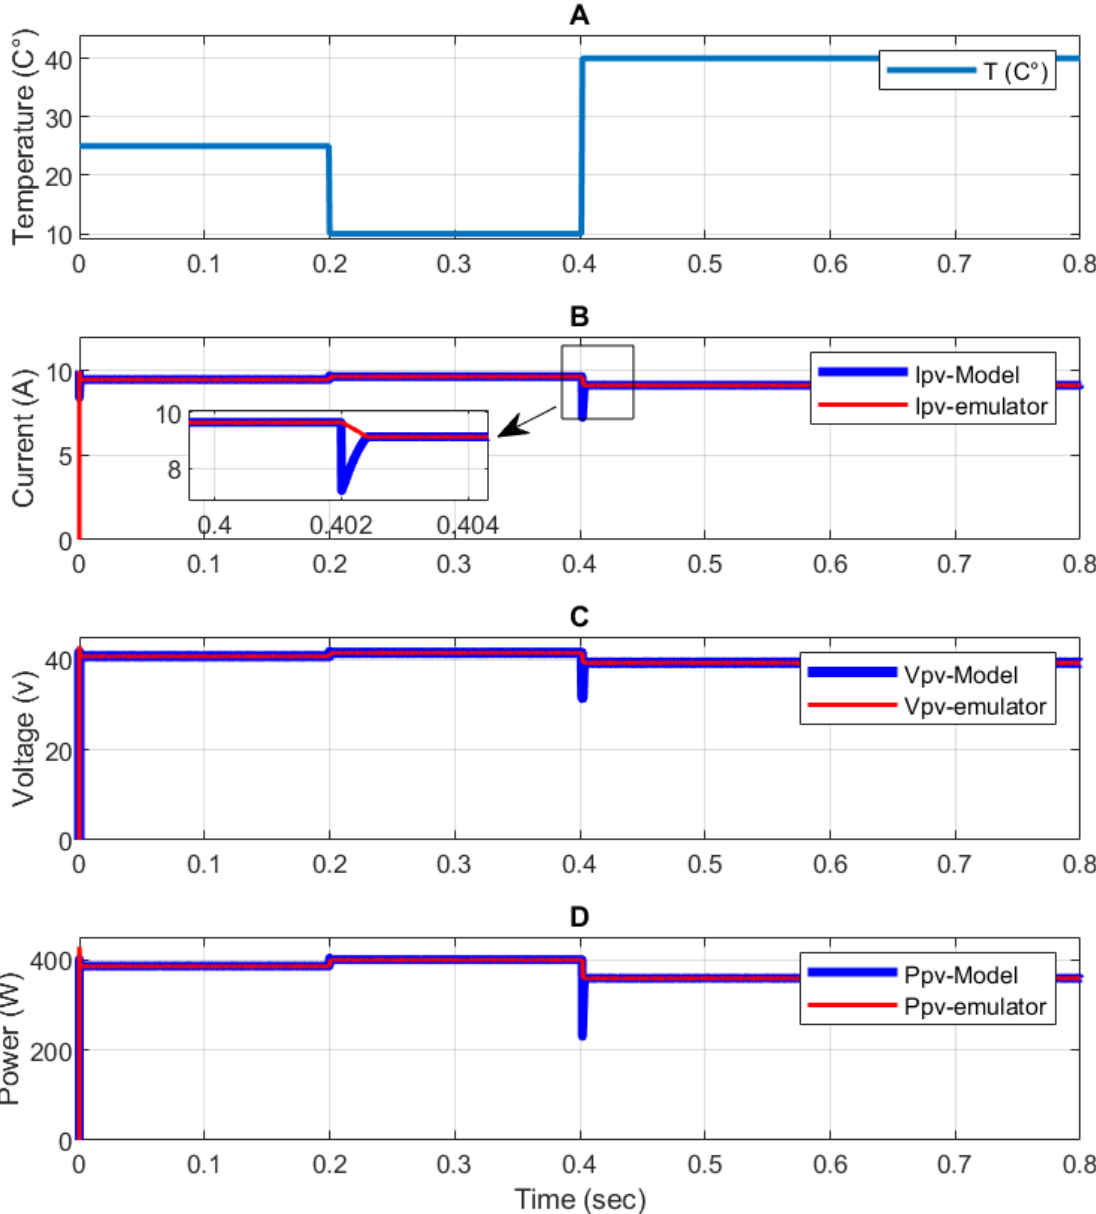 A
Temperature (C°)
40
30
20
10
T (C°)
0 0.1 0.2 0.3 0.4 0.5 0.6 0.7 0.8
B
Current (A)
10
5
0
Ipv-Model
Ipv-emulator
10
8
0.4 0.402 0.404
0 0.1 0.2 0.3 0.4 0.5 0.6 0.7 0.8
C
Voltage (v)
40
20
0
Vpv-Model
Vpv-emulator
0 0.1 0.2 0.3 0.4 0.5 0.6 0.7 0.8
D
Power (W)
400
200
0
Ppv-Model
Ppv-emulator
0 0.1 0.2 0.3 0.4 0.5 0.6 0.7 0.8
Time (sec)